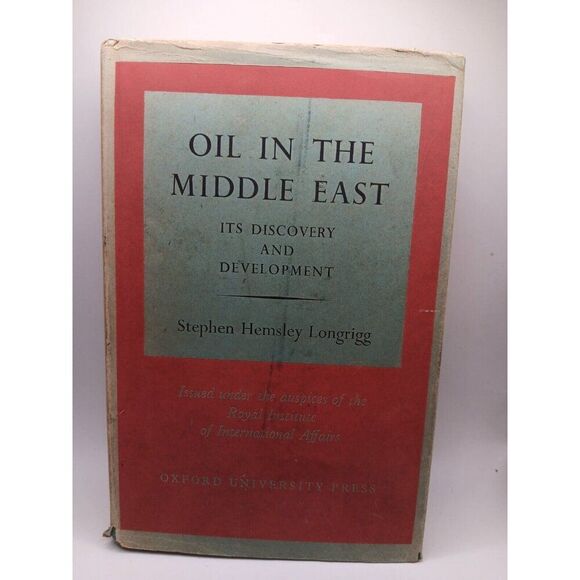 OIL IN THE
MIDDLE EAST
ITS DISCOVERY
AND
DEVELOPMENT
Stephen Hemsley Longrigg
Issued under the auspices of the
Royal Institute
of International Affairs
OXFORD UNIVERSITY PRESS